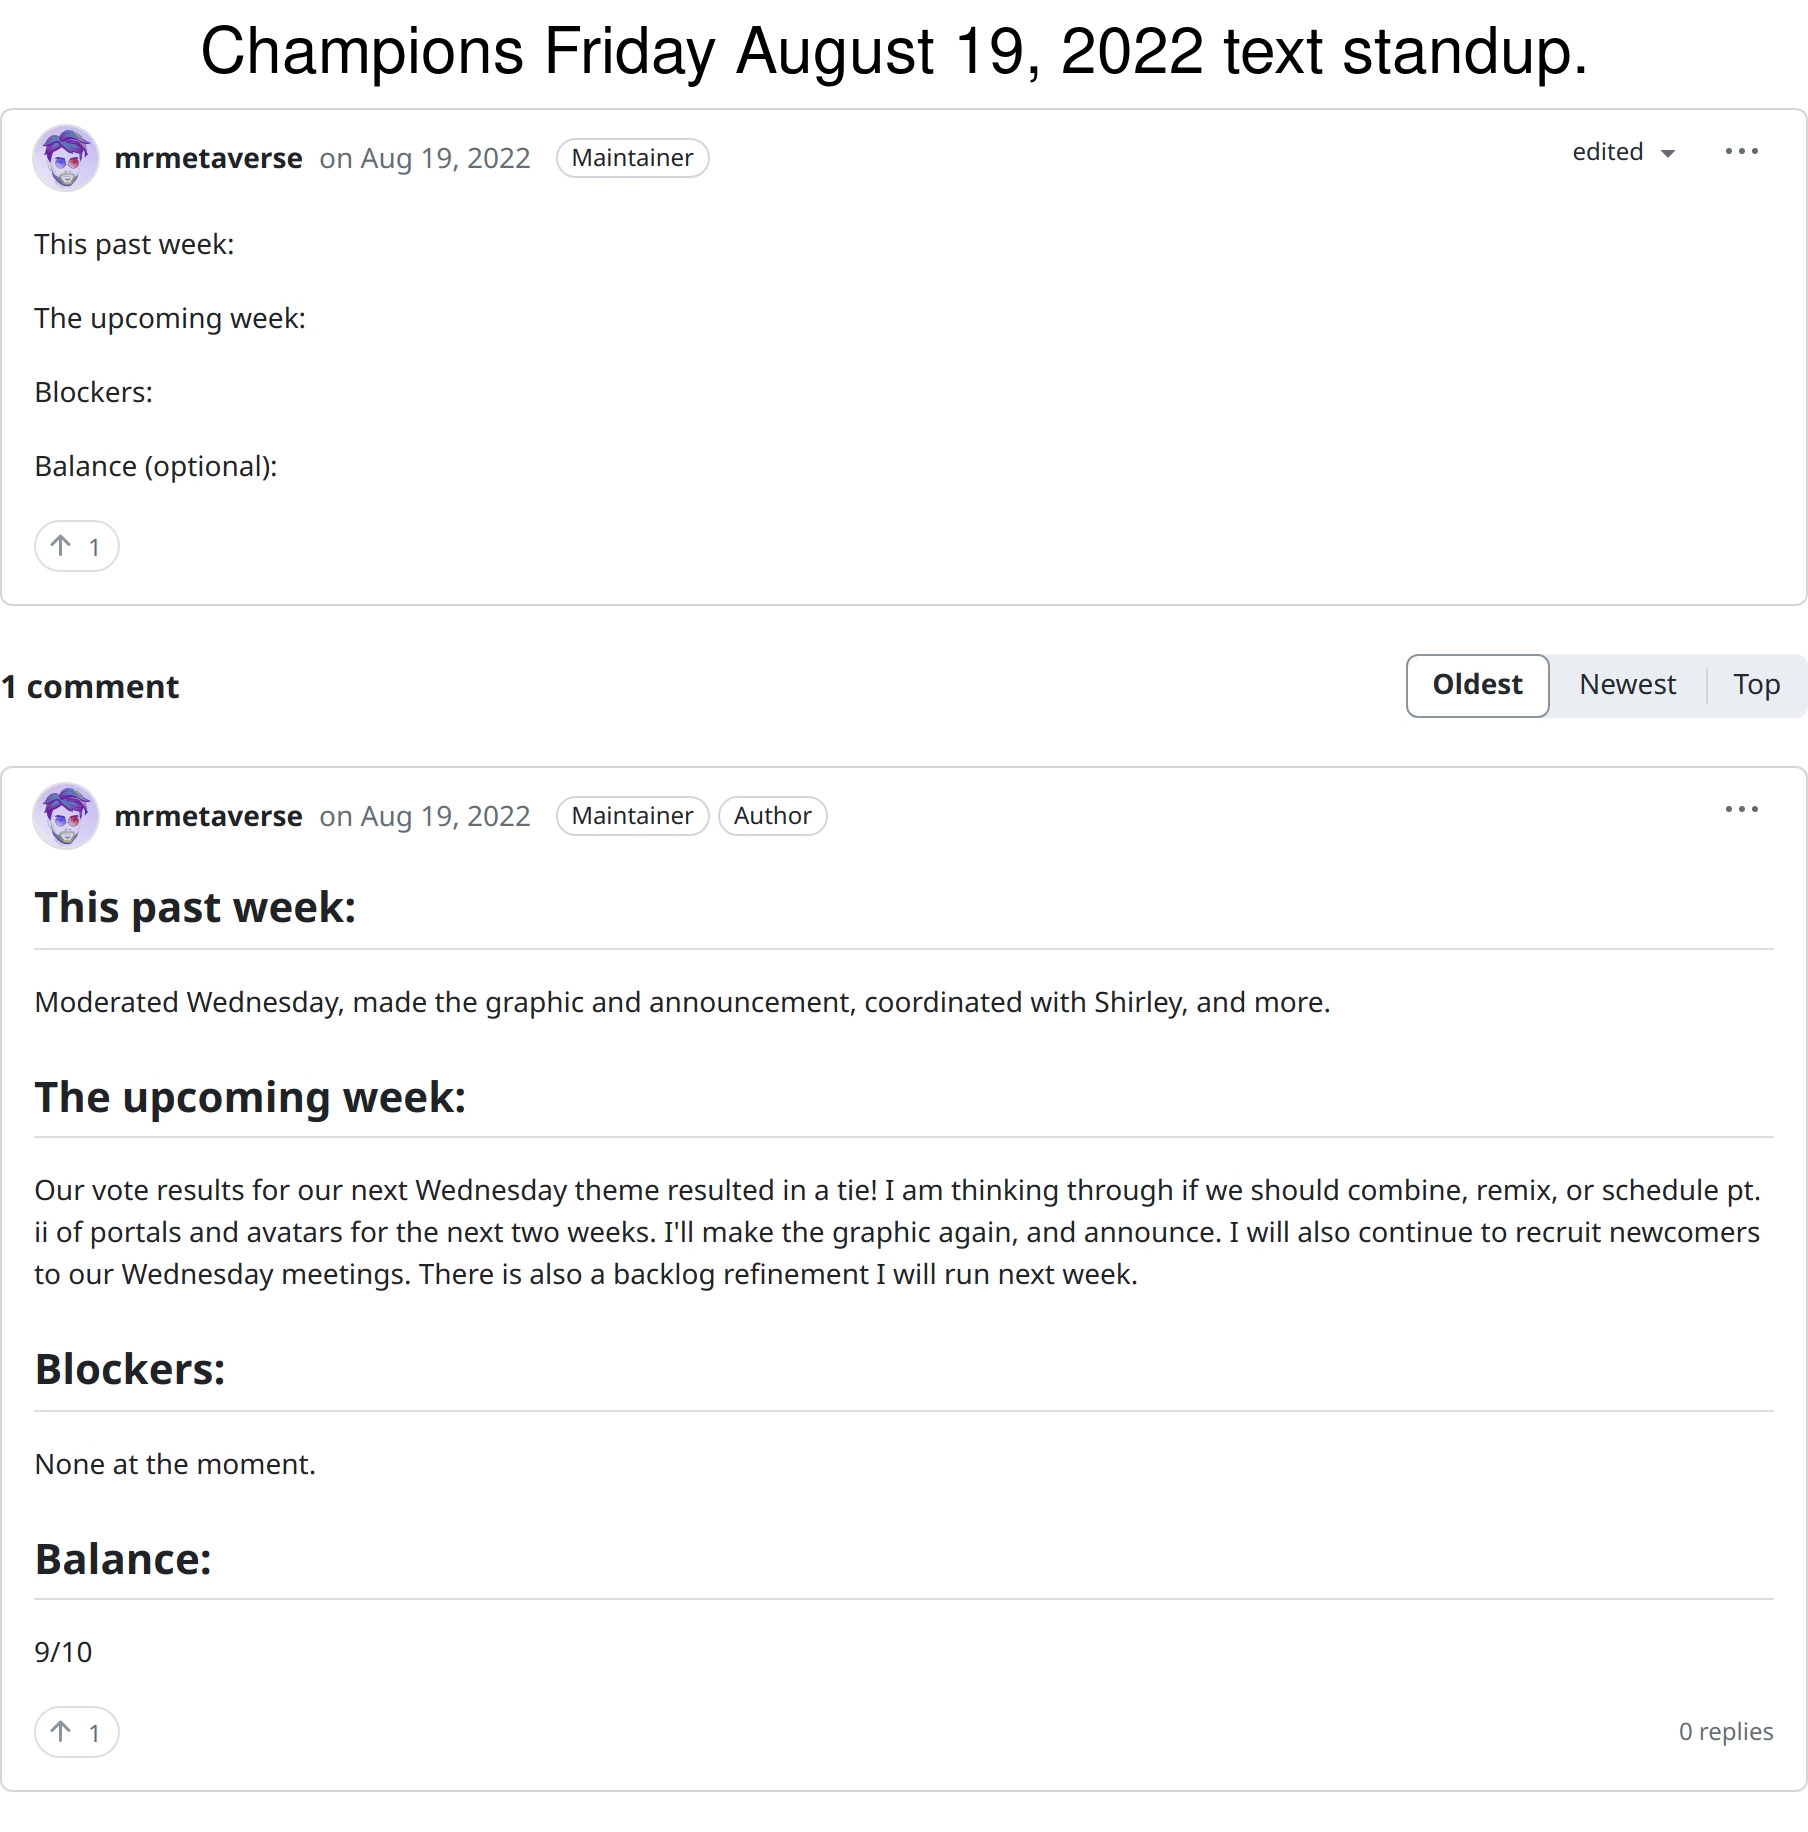 Champions Friday August 19, 2022 text standup.
mrmetaverse on Aug 19, 2022 Maintainer edited
This past week:
The upcoming week:
Blockers:
Balance (optional):
1
1 comment
Oldest Newest Top
mrmetaverse on Aug 19, 2022 Maintainer Author
This past week:
Moderated Wednesday, made the graphic and announcement, coordinated with Shirley, and more.
The upcoming week:
Our vote results for our next Wednesday theme resulted in a tie! I am thinking through if we should combine, remix, or schedule pt.
ii of portals and avatars for the next two weeks. I'll make the graphic again, and announce. I will also continue to recruit newcomers
to our Wednesday meetings. There is also a backlog refinement I will run next week.
Blockers:
None at the moment.
Balance:
9/10
1 0 replies